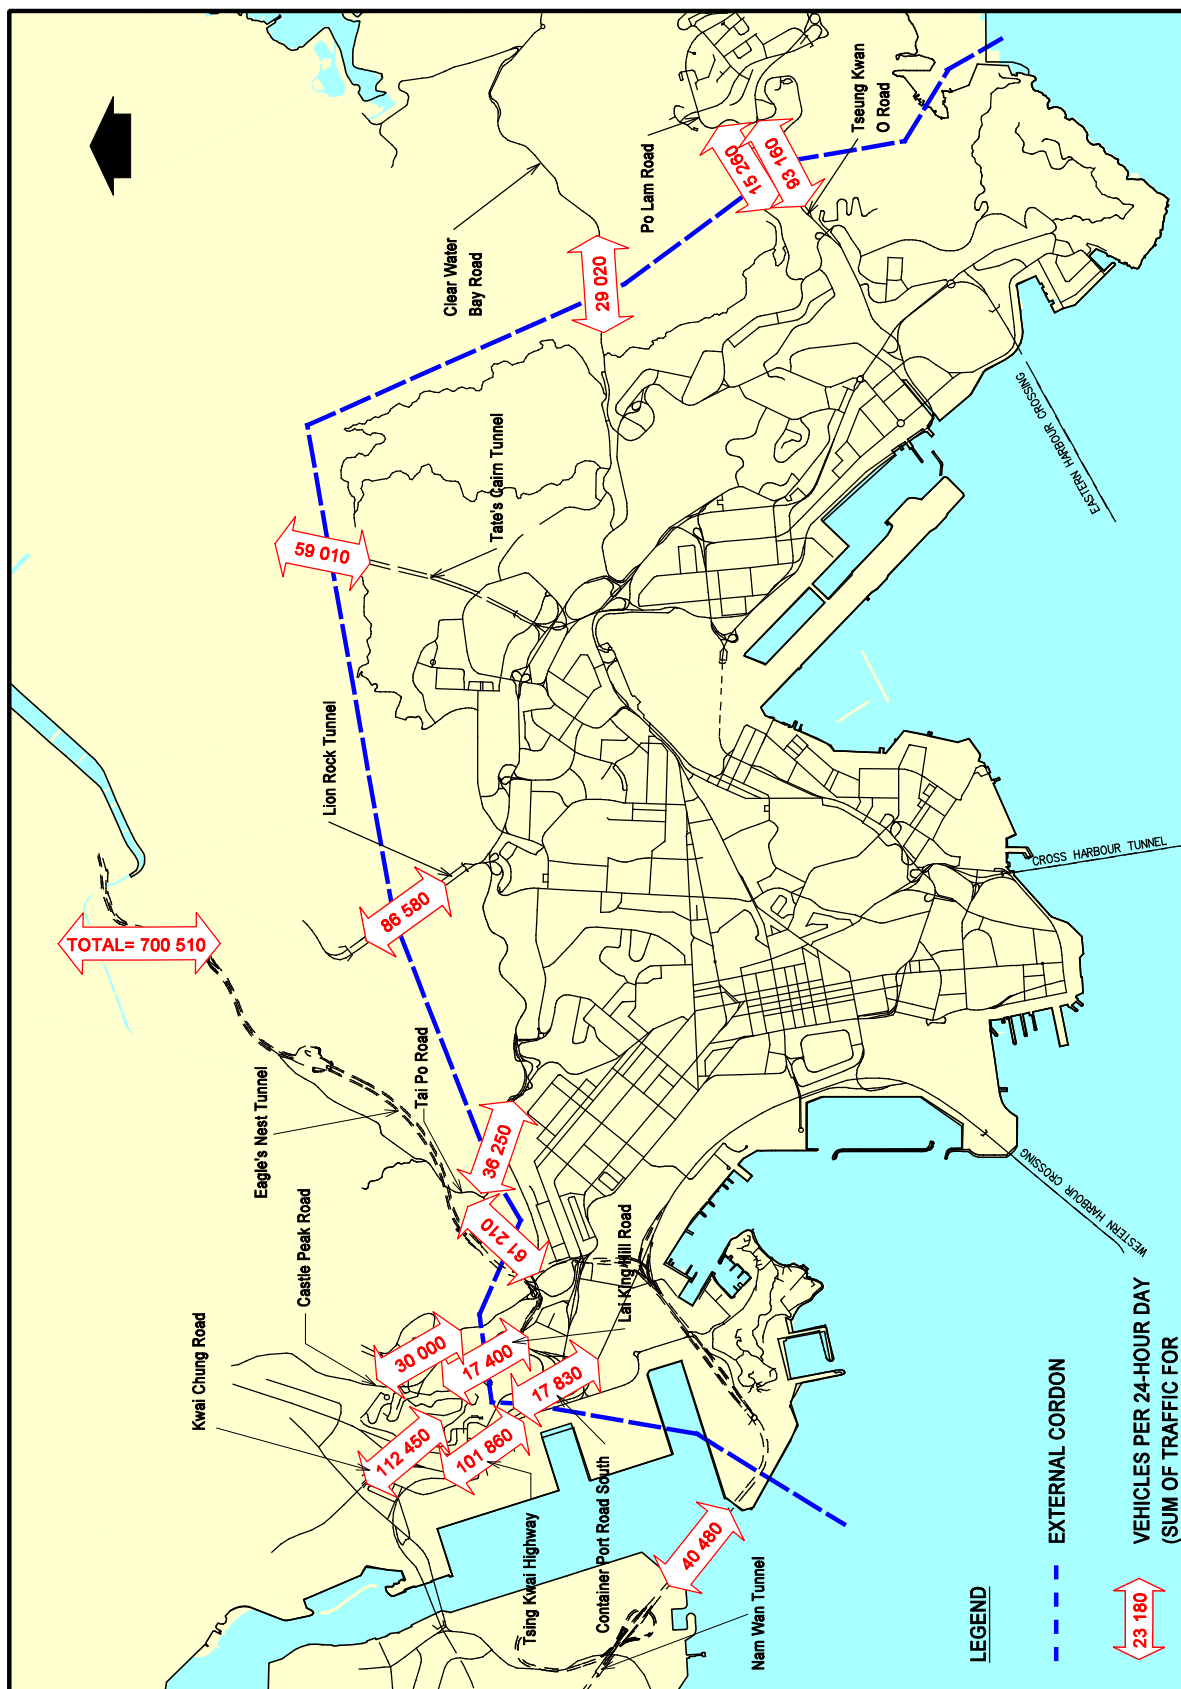 TOTAL= 700 510
Clear Water
Bay Road
Po Lam Road
Tseung Kwan
O Road
15 260
93 160
29 020
59 010
Tate's Cairn Tunnel
Lion Rock Tunnel
86 580
Eagle's Nest Tunnel
Tai Po Road
36 250
61 210
Castle Peak Road
Kwai Chung Road
30 000
17 400
17 830
112 450
101 860
Lai King Hill Road
Tsing Kwai Highway
Container Port Road South
40 480
Nam Wan Tunnel
EASTERN HARBOUR CROSSING
CROSS HARBOUR TUNNEL
WESTERN HARBOUR CROSSING
LEGEND
EXTERNAL CORDON
23 180
VEHICLES PER 24-HOUR DAY
(SUM OF TRAFFIC FOR